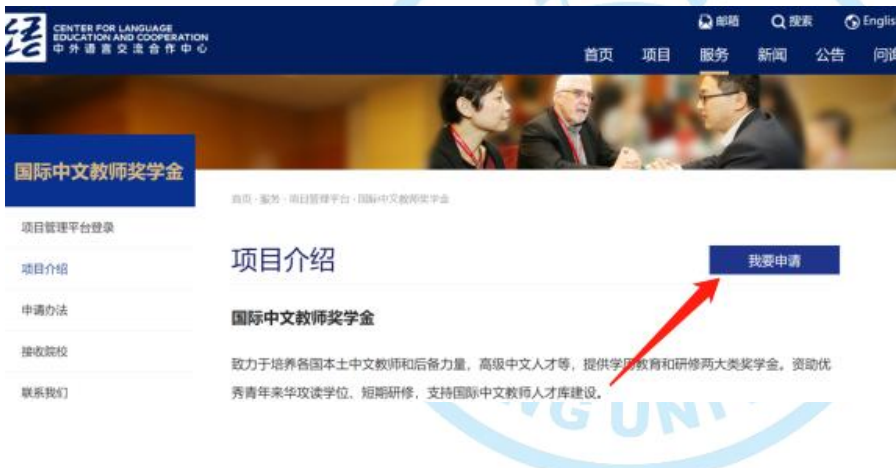 CENTER FOR LANGUAGE
EDUCATION AND COOPERATION
中外语言交流合作中心
邮箱 搜索 English
首页 项目 服务 新闻 公告 问询
国际中文教师奖学金
首页 · 服务 · 项目管理平台 · 国际中文教师奖学金
项目管理平台登录
项目介绍
申请办法
接收院校
联系我们
项目介绍
我要申请
国际中文教师奖学金
致力于培养各国本土中文教师和后备力量，高级中文人才等，提供学历教育和研修两大类奖学金。资助优
秀青年来华攻读学位、短期研修，支持国际中文教师人才库建设。
NG UNI